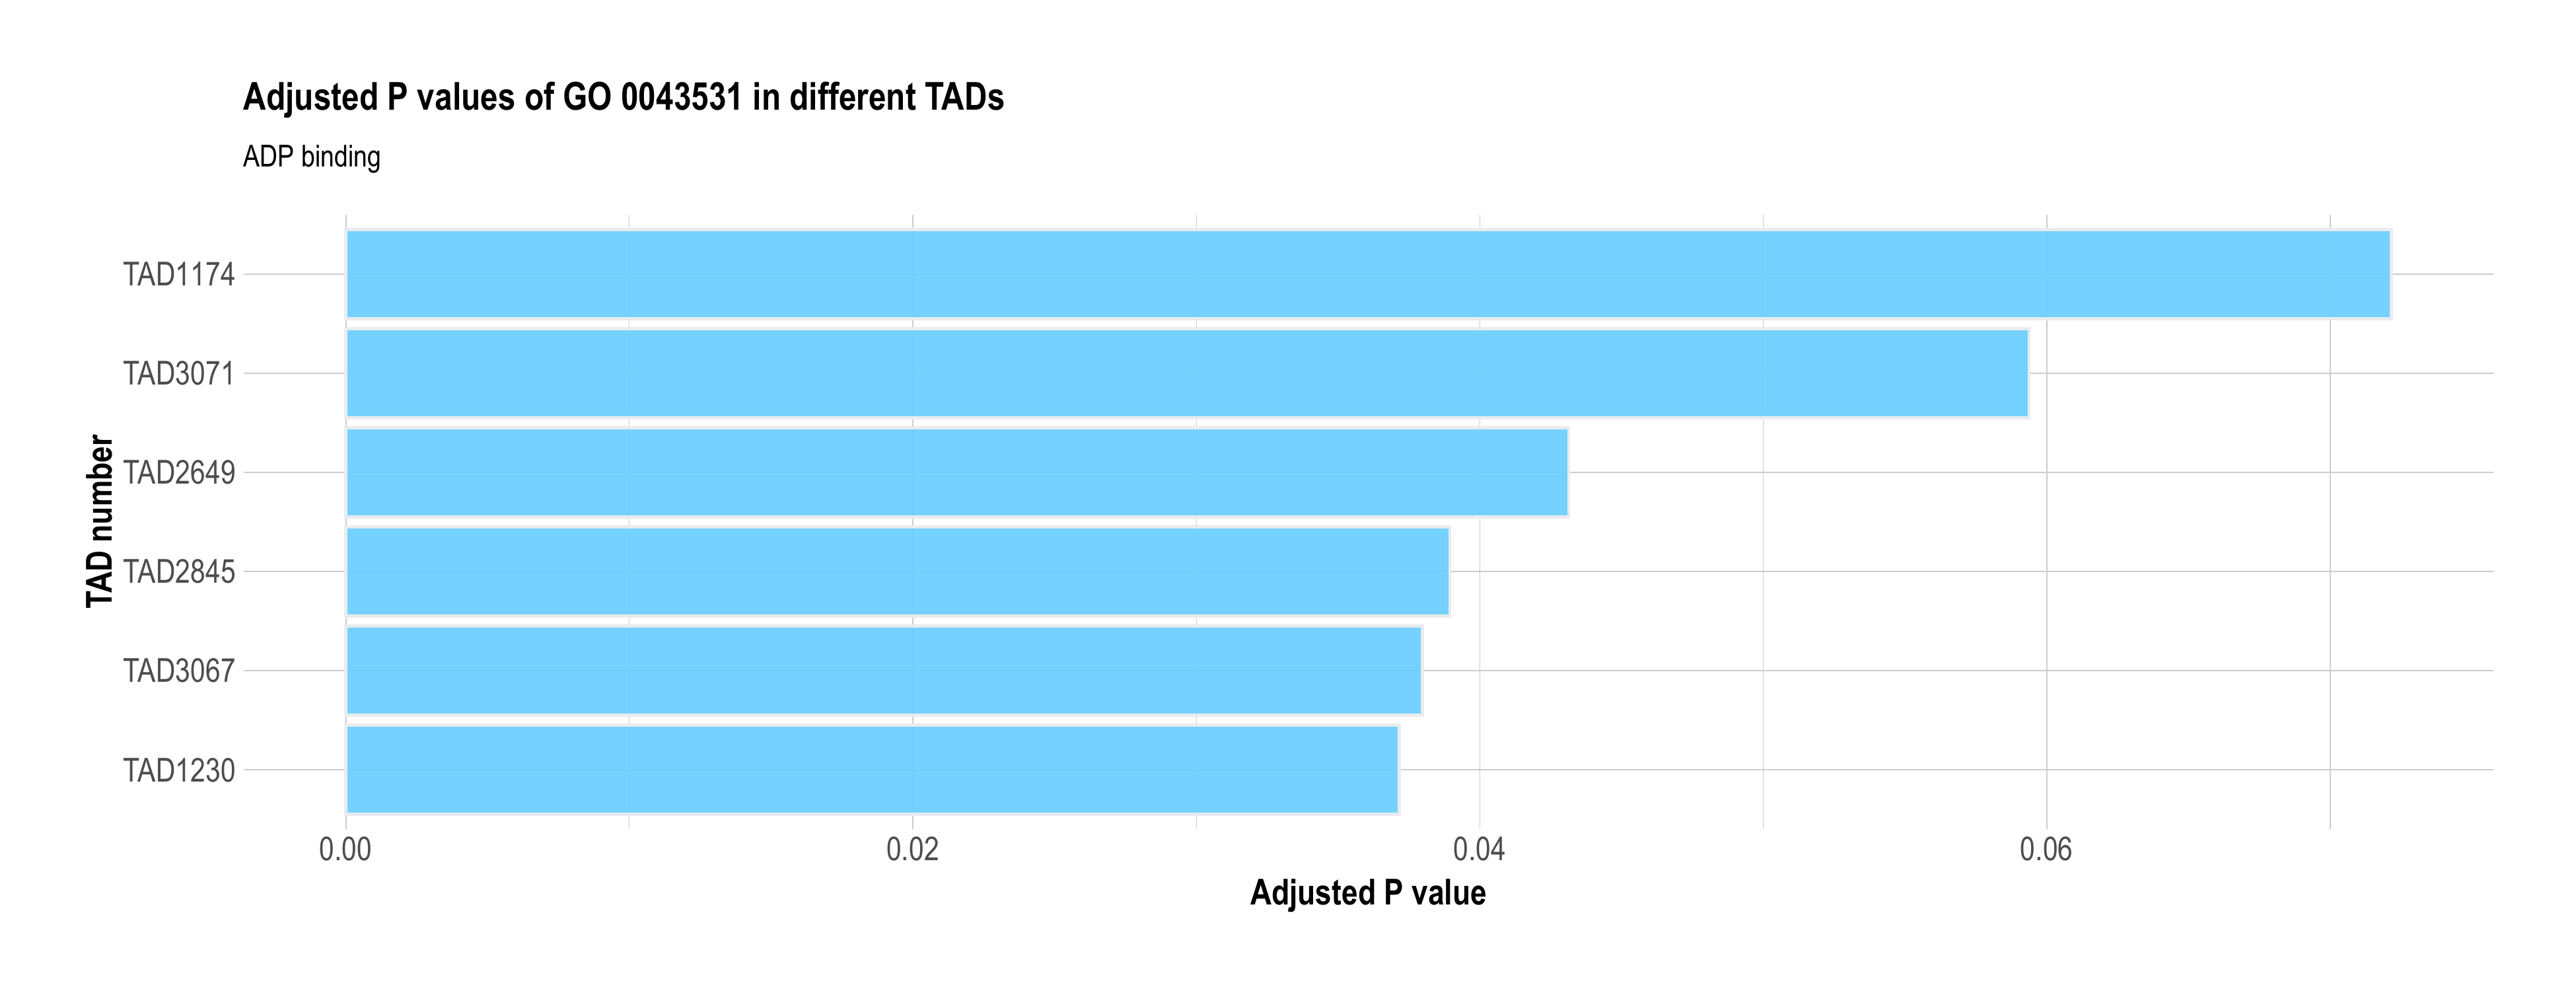 Adjusted P values of GO 0043531 in different TADs
ADP binding
TAD number
TAD1174
TAD3071
TAD2649
TAD2845
TAD3067
TAD1230
0.00 0.02 0.04 0.06
Adjusted P value